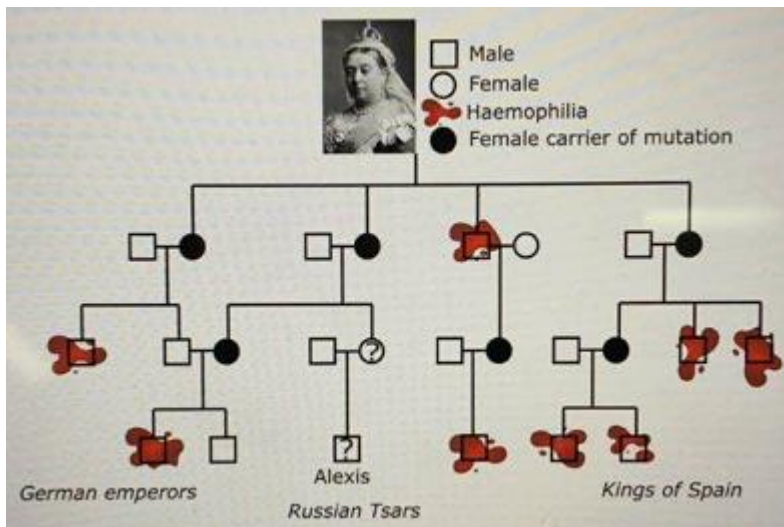 Male
Female
Haemophilia
Female carrier of mutation
?
?
Alexis
German emperors
Russian Tsars
Kings of Spain